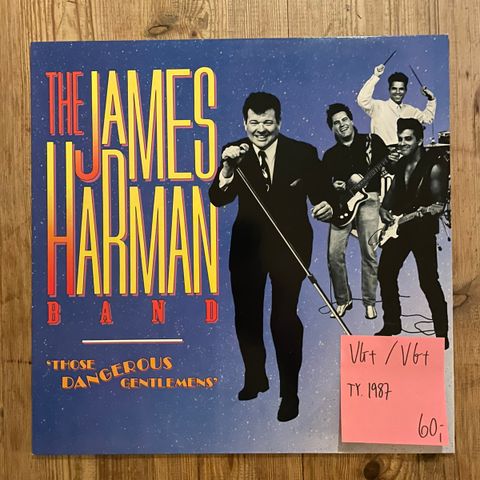 THE
JAMES
HARMAN
BAND
'THOSE
DANGEROUS
GENTLEMENS'
VG+ / VG+
TY. 1987
60,-